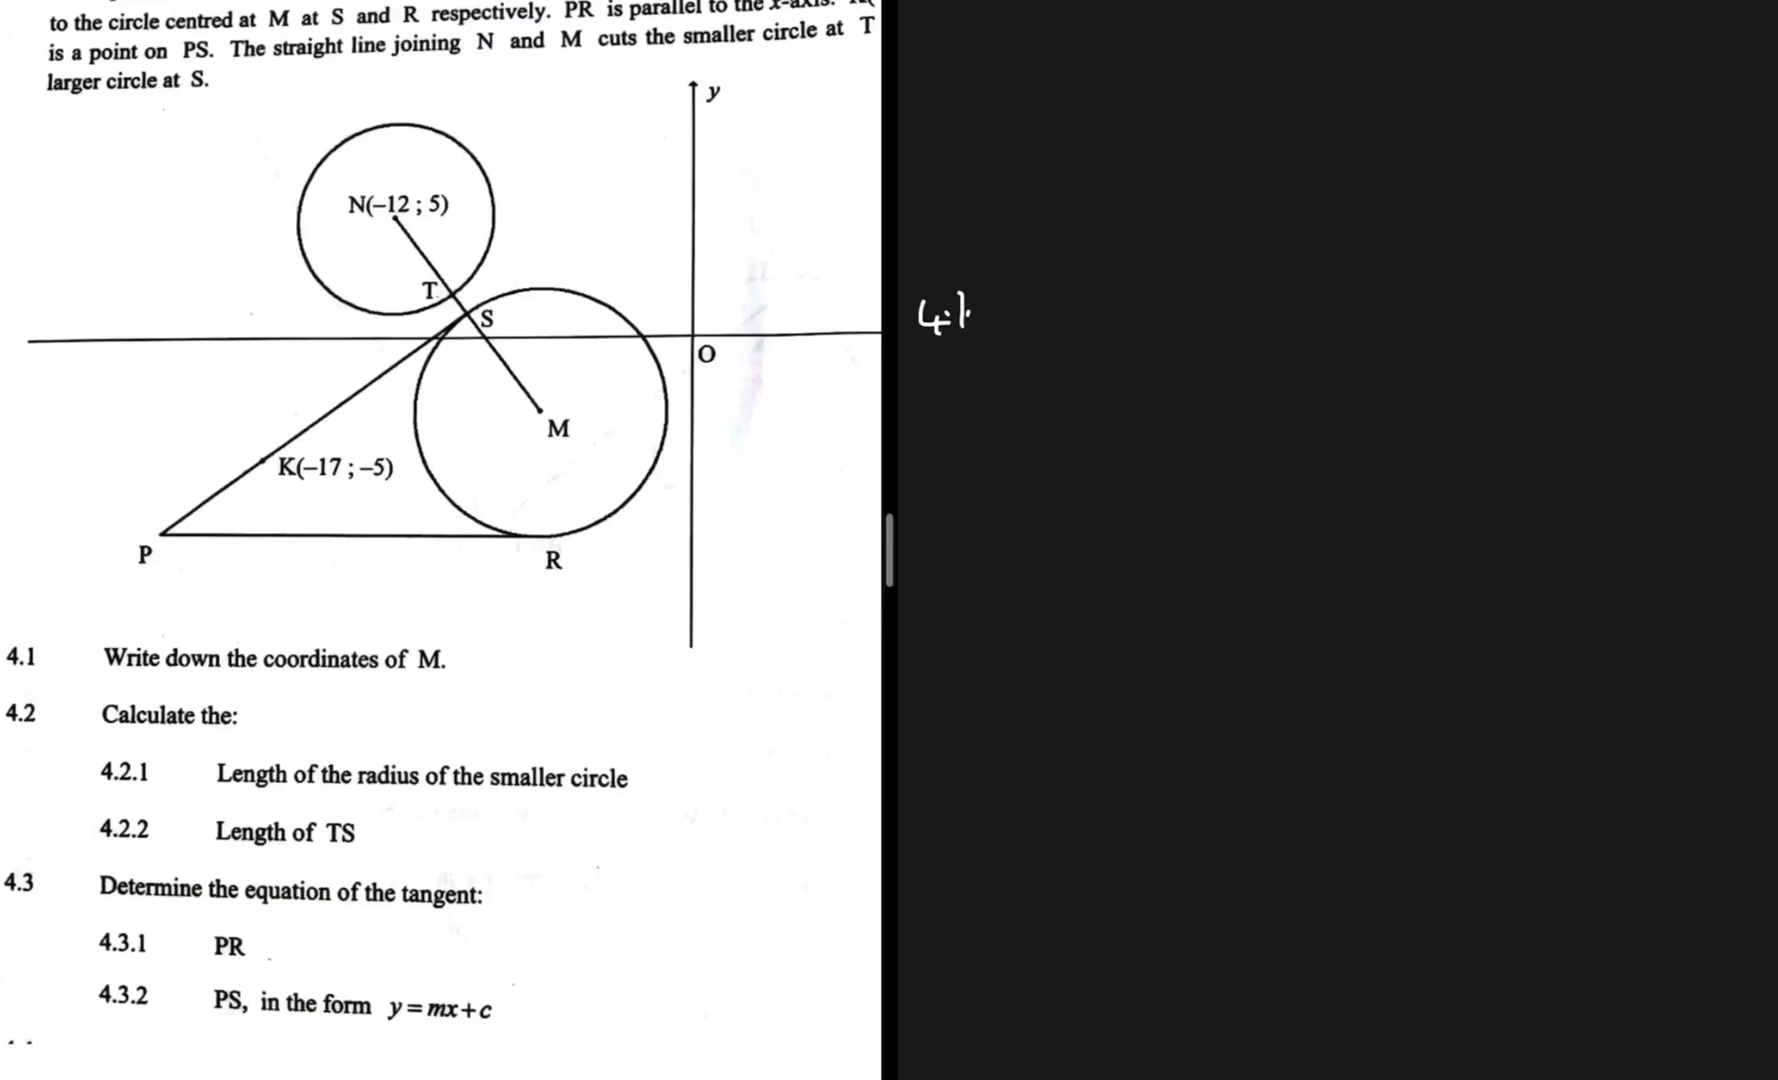 to the circle centred at M at S and R respectively. PR is parallel to the x-axis.
is a point on PS. The straight line joining N and M cuts the smaller circle at T
larger circle at S.
y
N(–12 ; 5)
T
S
O
4.1
M
K(–17 ; –5)
P
R
4.1 Write down the coordinates of M.
4.2 Calculate the:
4.2.1 Length of the radius of the smaller circle
4.2.2 Length of TS
4.3 Determine the equation of the tangent:
4.3.1 PR
4.3.2 PS, in the form y = mx + c